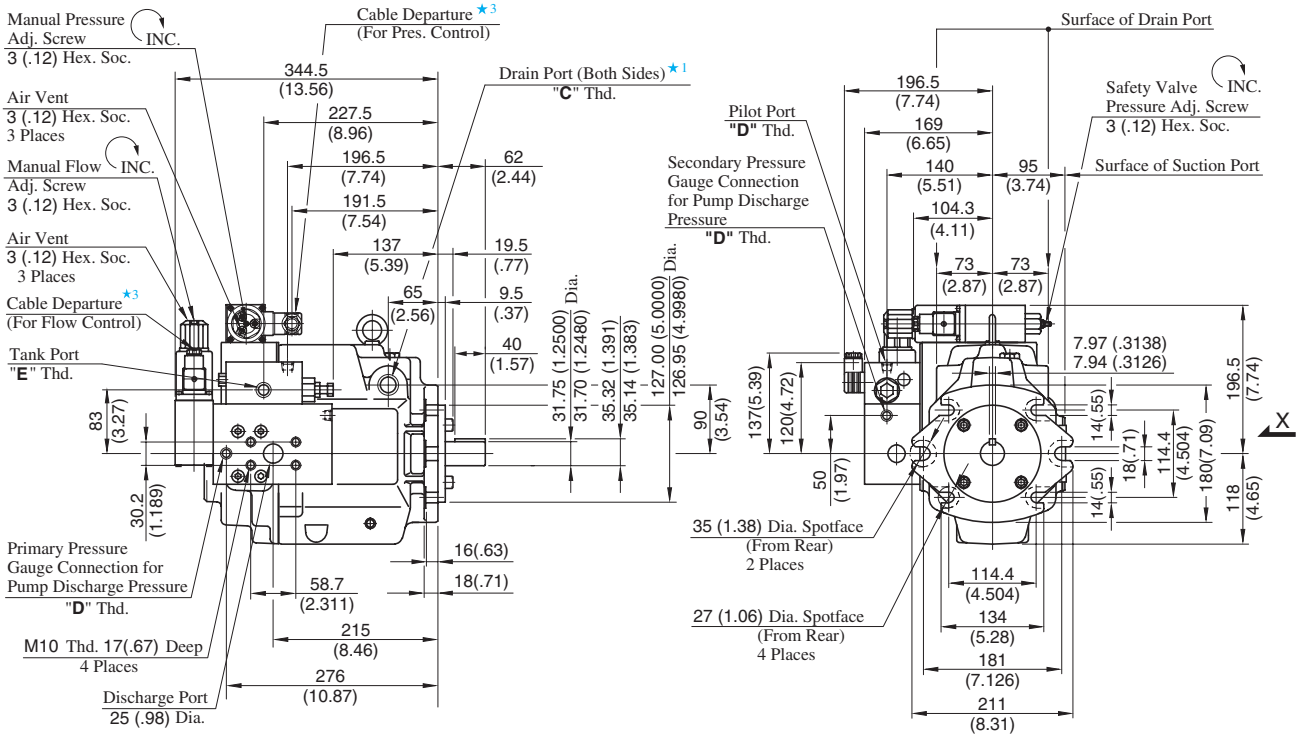 Manual Pressure
Adj. Screw
INC.
3 (.12) Hex. Soc.
Air Vent
3 (.12) Hex. Soc.
3 Places
Manual Flow
INC.
Adj. Screw
3 (.12) Hex. Soc.
Air Vent
3 (.12) Hex. Soc.
3 Places
Cable Departure ★3
(For Flow Control)
Tank Port
"E" Thd.
83
(3.27)
30.2
(1.189)
Primary Pressure
Gauge Connection for
Pump Discharge Pressure
"D" Thd.
M10 Thd. 17(.67) Deep
4 Places
Discharge Port
25 (.98) Dia.
Cable Departure ★3
(For Pres. Control)
Drain Port (Both Sides) ★1
"C" Thd.
344.5
(13.56)
227.5
(8.96)
196.5
(7.74)
62
(2.44)
191.5
(7.54)
137
(5.39)
19.5
(.77)
65
(2.56)
9.5
(.37)
40
(1.57)
31.75 (1.2500) Dia.
31.70 (1.2480)
35.32 (1.391)
35.14 (1.383)
127.00 (5.0000) Dia.
126.95 (4.9980)
90
(3.54)
16(.63)
18(.71)
58.7
(2.311)
215
(8.46)
276
(10.87)
Surface of Drain Port
196.5
(7.74)
Safety Valve
INC.
Pressure Adj. Screw
3 (.12) Hex. Soc.
Pilot Port
"D" Thd.
169
(6.65)
Secondary Pressure
Gauge Connection
for Pump Discharge
Pressure
"D" Thd.
140
(5.51)
95
(3.74)
Surface of Suction Port
104.3
(4.11)
73
(2.87)
73
(2.87)
7.97 (.3138)
7.94 (.3126)
137(5.39)
120(4.72)
50
(1.97)
14(.55)
18(.71)
14(.55)
114.4
(4.504)
180(7.09)
196.5
(7.74)
118
(4.65)
X
35 (1.38) Dia. Spotface
(From Rear)
2 Places
27 (1.06) Dia. Spotface
(From Rear)
4 Places
114.4
(4.504)
134
(5.28)
181
(7.126)
211
(8.31)